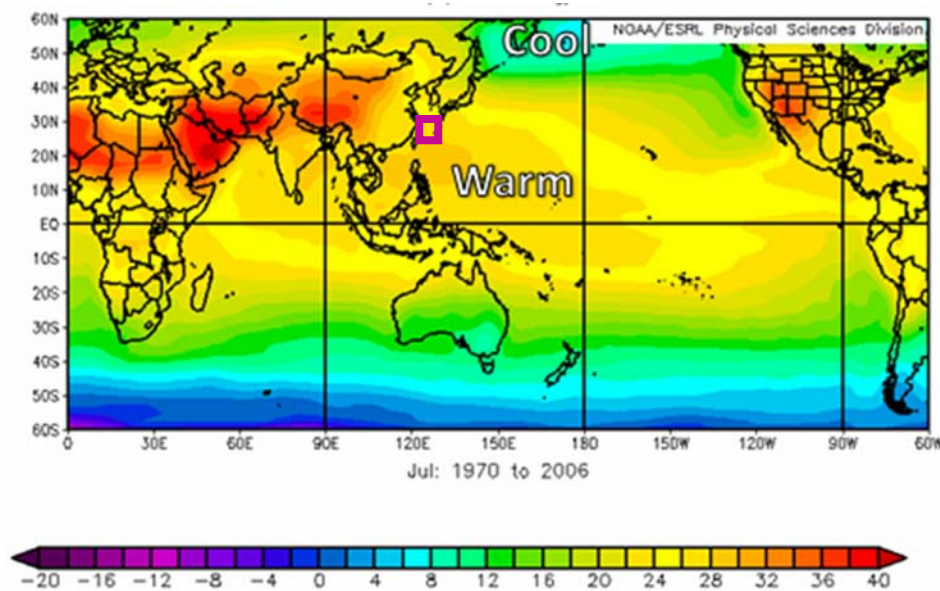 NOAA/ESRL Physical Sciences Division
Cool
Warm
60N
50N
40N
30N
20N
10N
EQ
10S
20S
30S
40S
50S
60S
0 30E 60E 90E 120E 150E 180 150W 120W 90W 60W
Jul: 1970 to 2006
-20 -16 -12 -8 -4 0 4 8 12 16 20 24 28 32 36 40